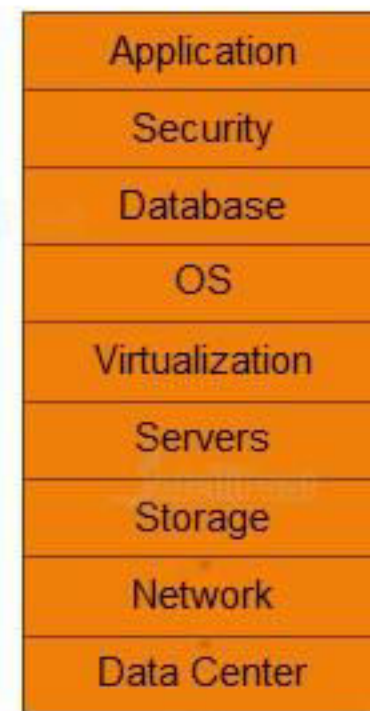 Application
Security
Database
OS
Virtualization
Servers
Storage
Network
Data Center